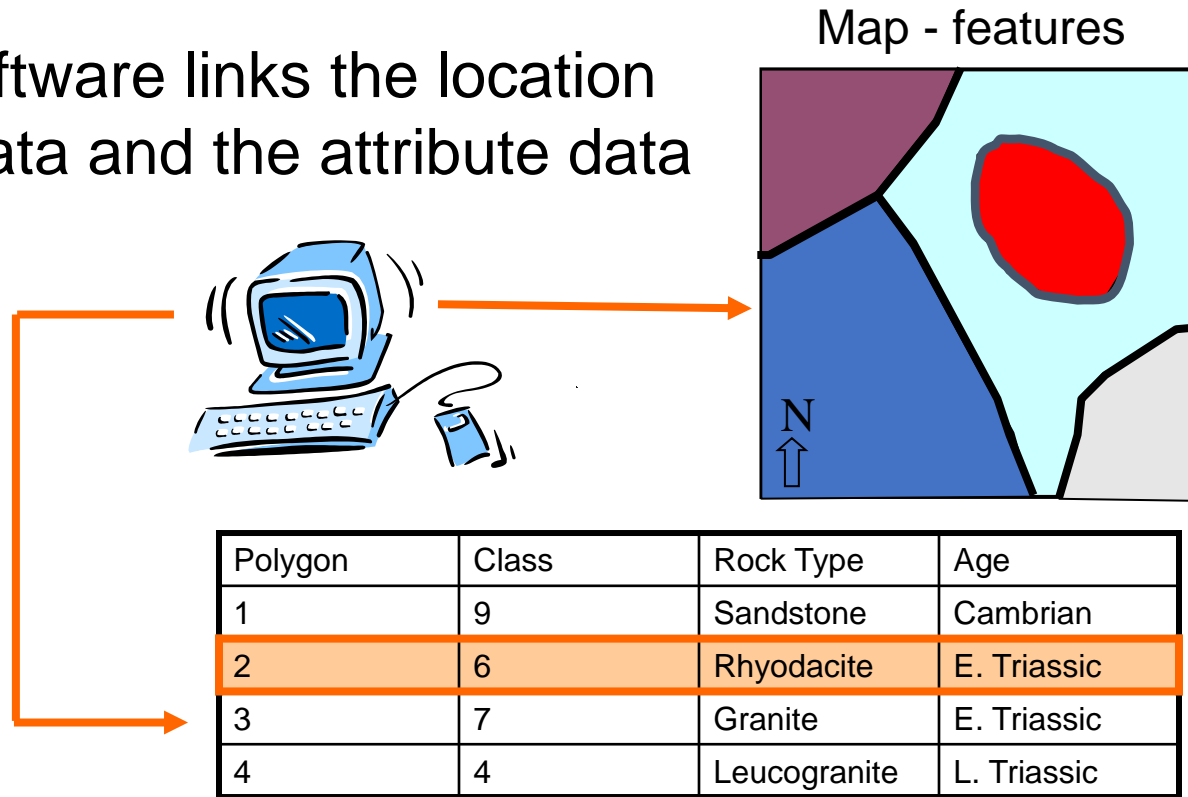 Map - features
ftware links the location
ata and the attribute data
N
Polygon Class Rock Type Age
1 9 Sandstone Cambrian
2 6 Rhyodacite E. Triassic
3 7 Granite E. Triassic
4 4 Leucogranite L. Triassic